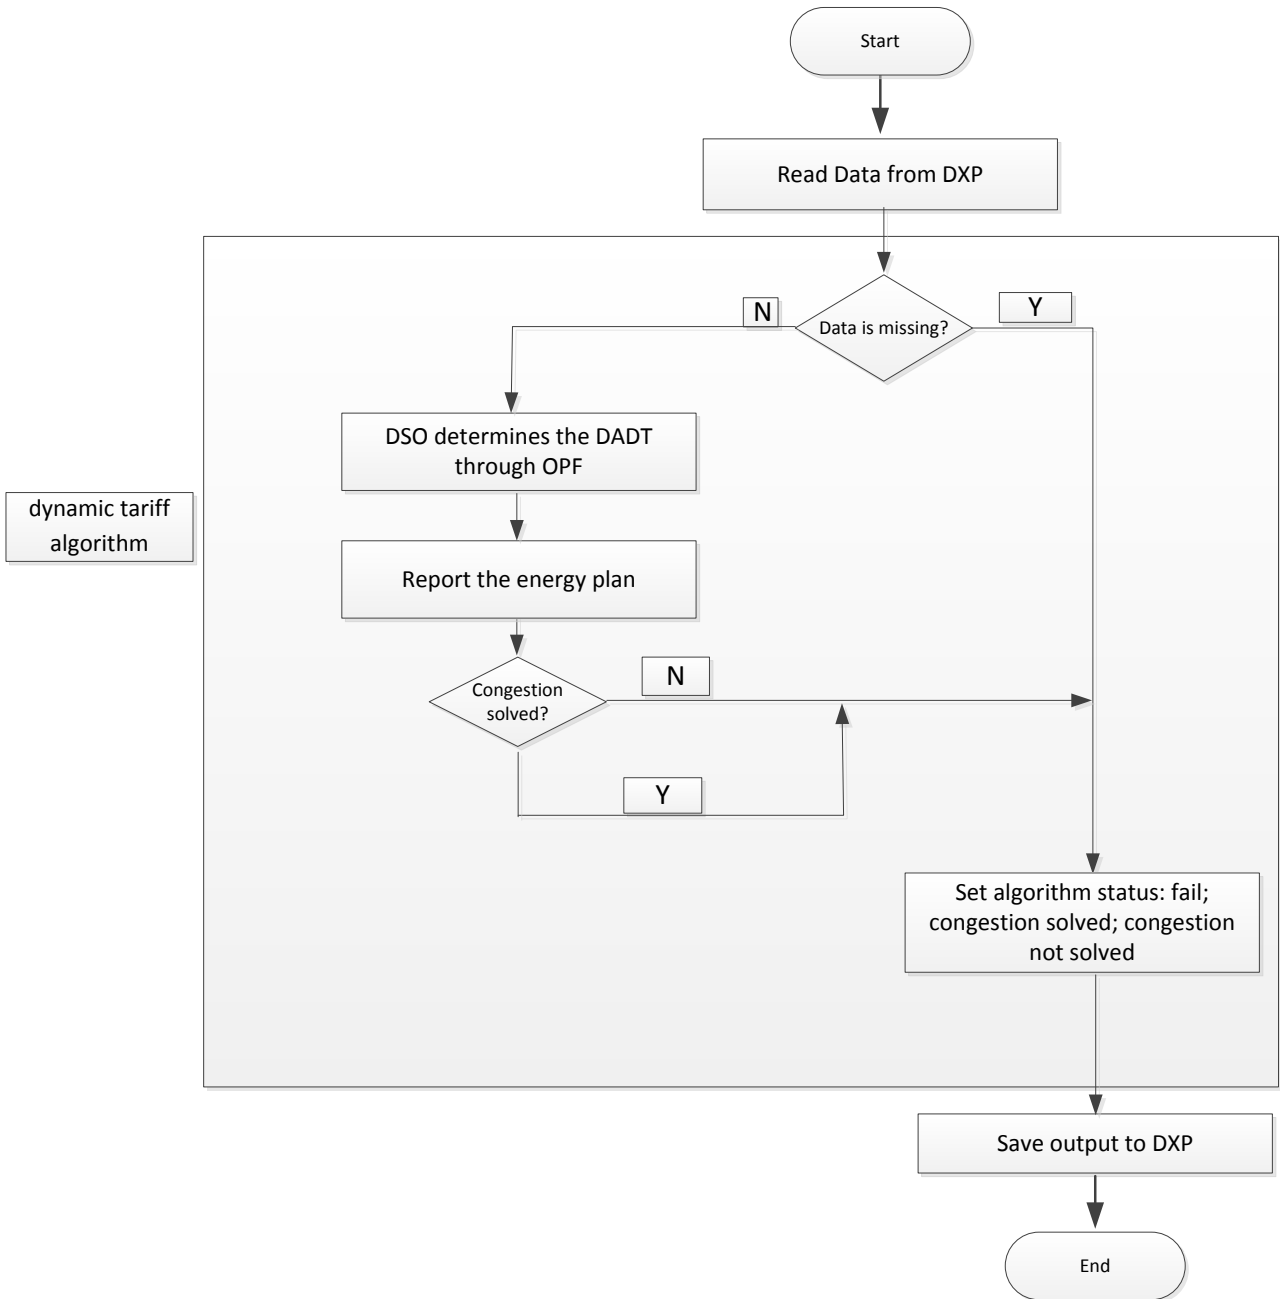 Start
Read Data from DXP
N
Y
Data is missing?
DSO determines the DADT
through OPF
dynamic tariff
algorithm
Report the energy plan
N
Congestion
solved?
Y
Set algorithm status: fail;
congestion solved; congestion
not solved
Save output to DXP
End